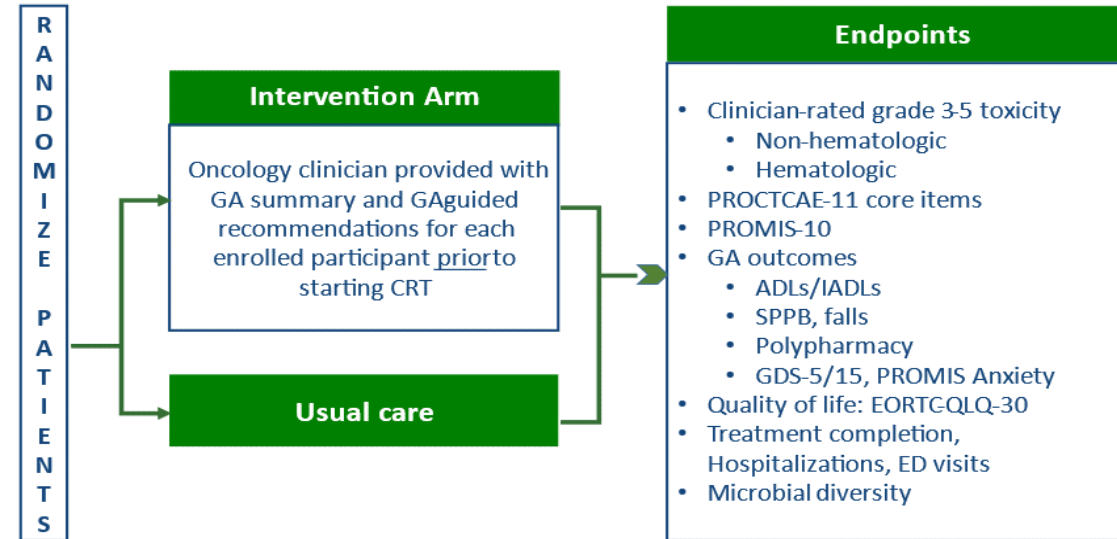 RANDOMIZE PATIENTS
Intervention Arm
Oncology clinician provided with
GA summary and GAguided
recommendations for each
enrolled participant priorto
starting CRT
Usual care
Endpoints
• Clinician-rated grade 3-5 toxicity
• Non-hematologic
• Hematologic
• PROCTCAE-11 core items
• PROMIS-10
• GA outcomes
• ADLs/IADLs
• SPPB, falls
• Polypharmacy
• GDS-5/15, PROMIS Anxiety
• Quality of life: EORTC-QLQ-30
• Treatment completion,
Hospitalizations, ED visits
• Microbial diversity